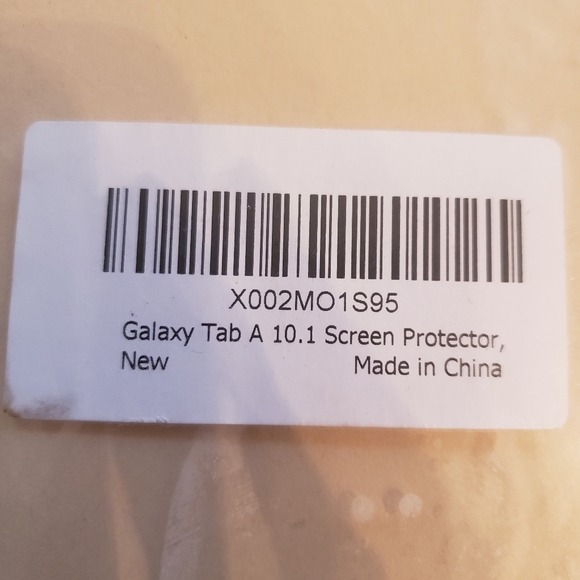 X002MO1S95
Galaxy Tab A 10.1 Screen Protector,
New Made in China